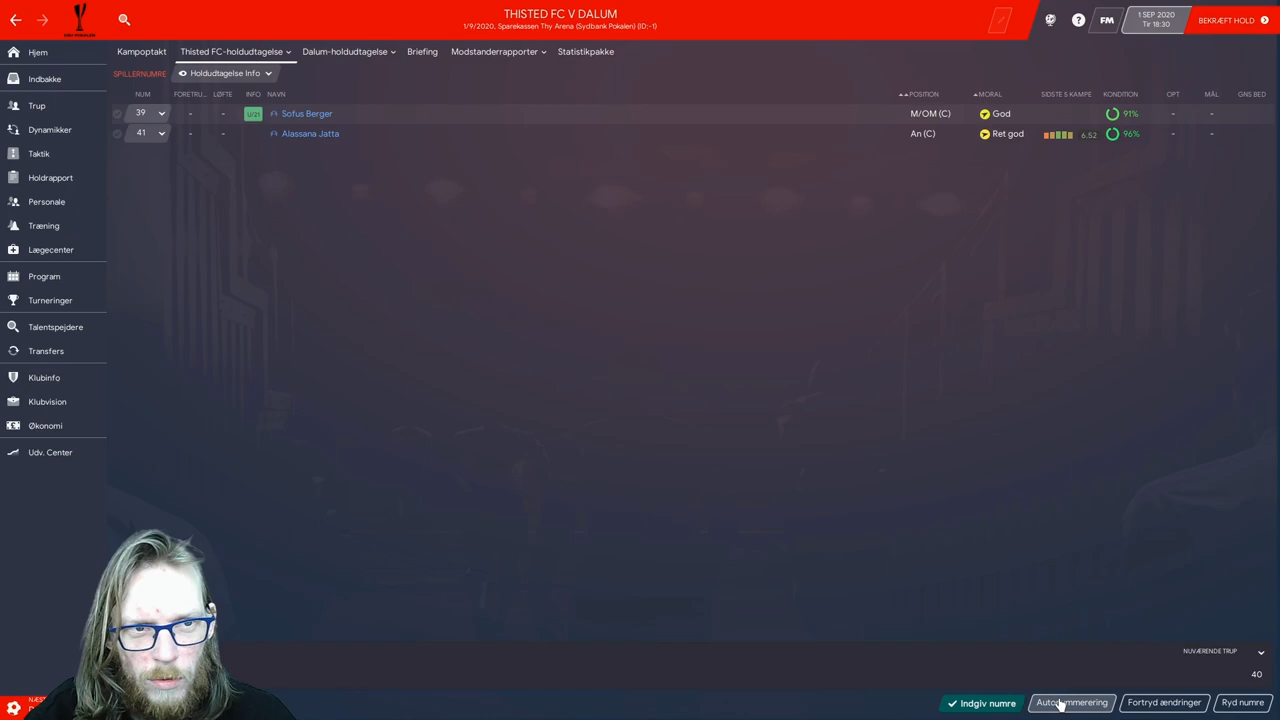 THISTED FC V DALUM
1/9/2020, Sparekassen Thy Arena (Sydbank Pokalen) (ID:-1)
FM
1 SEP 2020
Tir 18:30
BEKRÆFT HOLD
Hjem
Kampoptakt
Thisted FC-holdudtagelse
Dalum-holdudtagelse
Briefing
Modstanderrapporter
Statistikpakke
Indbakke
SPILLERNUMRE
Holdudtagelse Info
NUM FORETRU... LØFTE INFO NAVN POSITION MORAL SIDSTE 5 KAMPE KONDITION OPT MÅL GNS BED
39 - - U/21 Sofus Berger M/OM (C) God 91% - -
41 - - Alassana Jatta An (C) Ret god 6.52 96% - -
Trup
Dynamikker
Taktik
Holdrapport
Personale
Træning
Lægecenter
Program
Turneringer
Talentspejdere
Transfers
Klubinfo
Klubvision
Økonomi
Udv. Center
NUVÆRENDE TRUP
40
Indgiv numre
Fortryd ændringer
Ryd numre